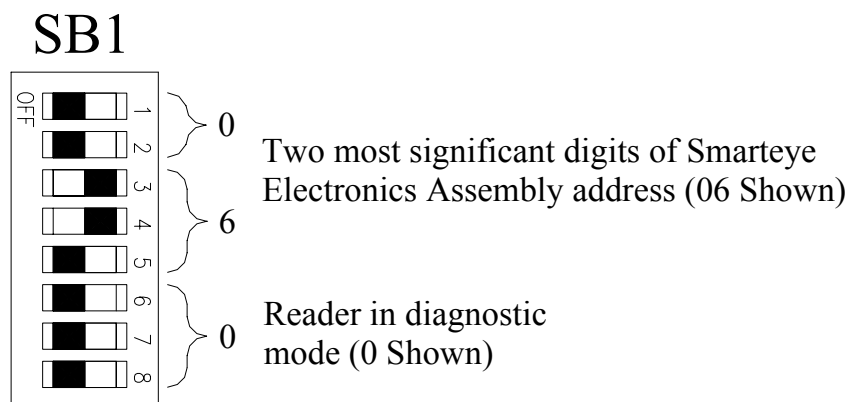 SB1
OFF
1
2
3
4
5
6
7
8
0
6
0
Two most significant digits of Smarteye
Electronics Assembly address (06 Shown)
Reader in diagnostic
mode (0 Shown)